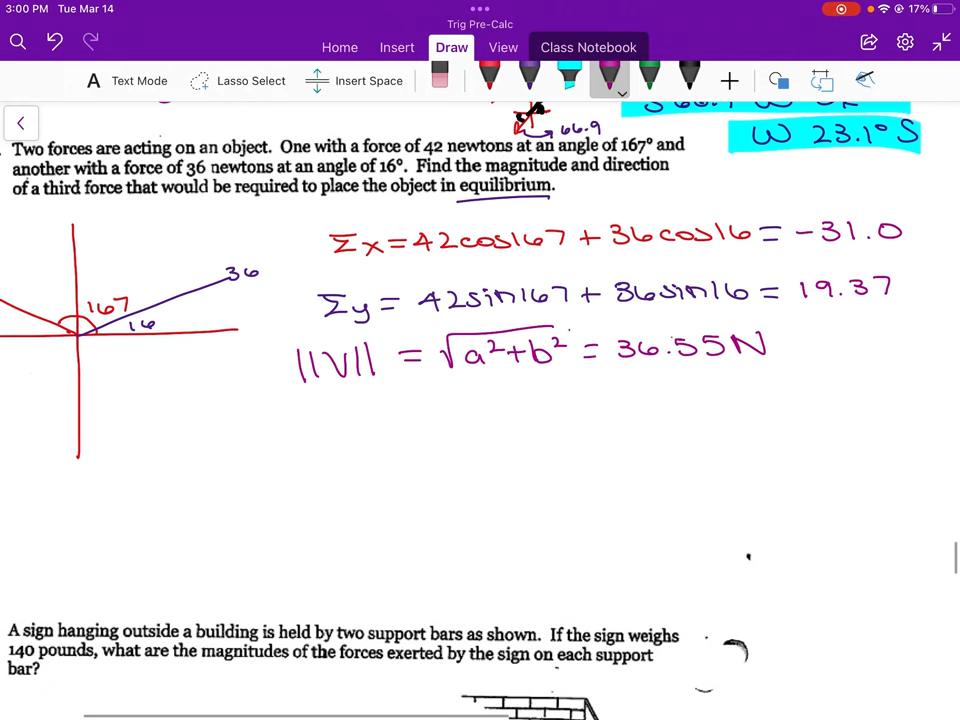 3:00 PM Tue Mar 14
17%
Trig Pre-Calc
Home Insert Draw View Class Notebook
Text Mode Lasso Select Insert Space
W 23.1° S
66.9
Two forces are acting on an object. One with a force of 42 newtons at an angle of 167° and
another with a force of 36 newtons at an angle of 16°. Find the magnitude and direction
of a third force that would be required to place the object in equilibrium.
Σx = 42cos167 + 36cos16 = -31.0
36
167
16
Σy = 42sin167 + 36sin16 = 19.37
||V|| = √a²+b² = 36.55N
A sign hanging outside a building is held by two support bars as shown. If the sign weighs
140 pounds, what are the magnitudes of the forces exerted by the sign on each support
bar?